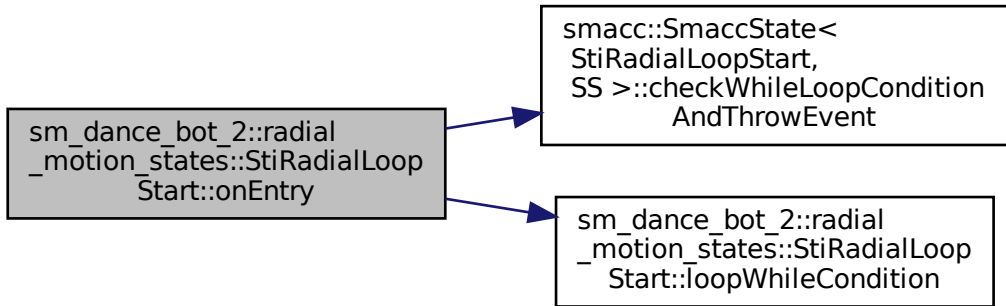 sm_dance_bot_2::radial
_motion_states::StiRadialLoop
Start::onEntry
smacc::SmaccState<
StiRadialLoopStart,
SS >::checkWhileLoopCondition
AndThrowEvent
sm_dance_bot_2::radial
_motion_states::StiRadialLoop
Start::loopWhileCondition